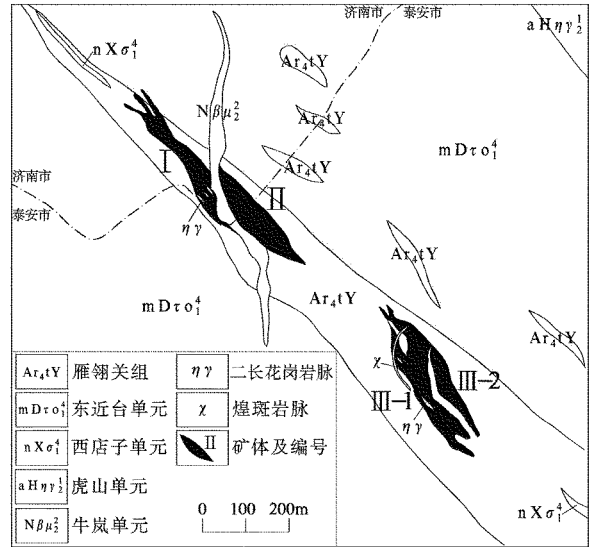 济南市 泰安市
aHηγ₂¹
nXσ₁⁴
Ar₄tY
Nβμ₂²
Ar₄tY
mDτο₁⁴
Ar₄tY
I
济南市
II
泰安市
ηγ
Ar₄tY
Ar₄tY
mDτο₁⁴
Ar₄tY
χ
III-2
III-1
ηγ
nXσ₁⁴
Ar₄tY 雁翎关组
ηγ 二长花岗岩脉
mDτο₁⁴ 东近台单元
χ 煌斑岩脉
nXσ₁⁴ 西店子单元
II 矿体及编号
aHηγ₂¹ 虎山单元
Nβμ₂² 牛岚单元
0 100 200m